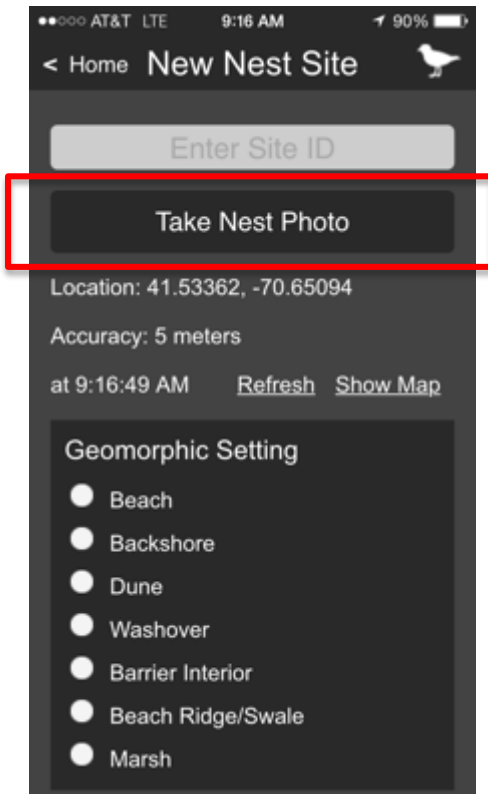 AT&T LTE 9:16 AM 90%
< Home New Nest Site
Enter Site ID
Take Nest Photo
Location: 41.53362, -70.65094
Accuracy: 5 meters
at 9:16:49 AM Refresh Show Map
Geomorphic Setting
Beach
Backshore
Dune
Washover
Barrier Interior
Beach Ridge/Swale
Marsh